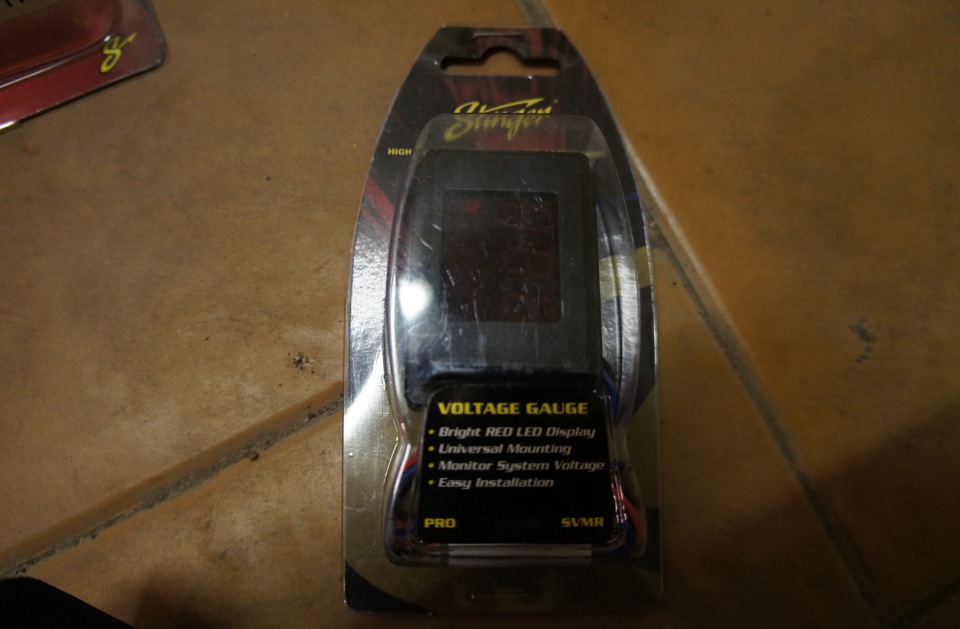 Stinger
HIGH
VOLTAGE GAUGE
• Bright RED LED Display
• Universal Mounting
• Monitor System Voltage
• Easy Installation
PRO SVMR